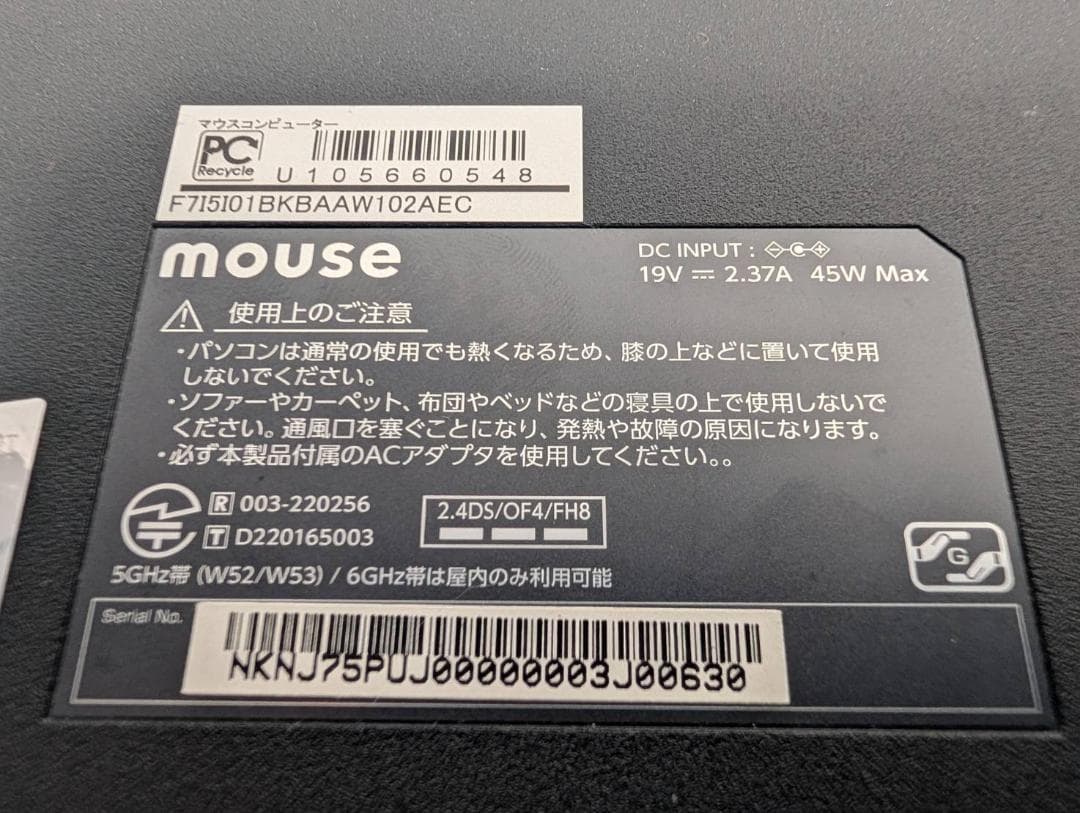 マウスコンピューター
PC
Recycle
U105660548
F7I5I01BKBAAW102AEC
mouse
DC INPUT :
19V ⎓ 2.37A 45W Max
使用上のご注意
・パソコンは通常の使用でも熱くなるため、膝の上などに置いて使用
しないでください。
・ソファーやカーペット、布団やベッドなどの寝具の上で使用しないで
ください。通風口を塞ぐことになり、発熱や故障の原因になります。
・必ず本製品付属のACアダプタを使用してください。。
R 003-220256
T D220165003
2.4DS/OF4/FH8
5GHz帯 (W52/W53) / 6GHz帯は屋内のみ利用可能
G
Serial No.
NKNJ75PUJ00000003J00630